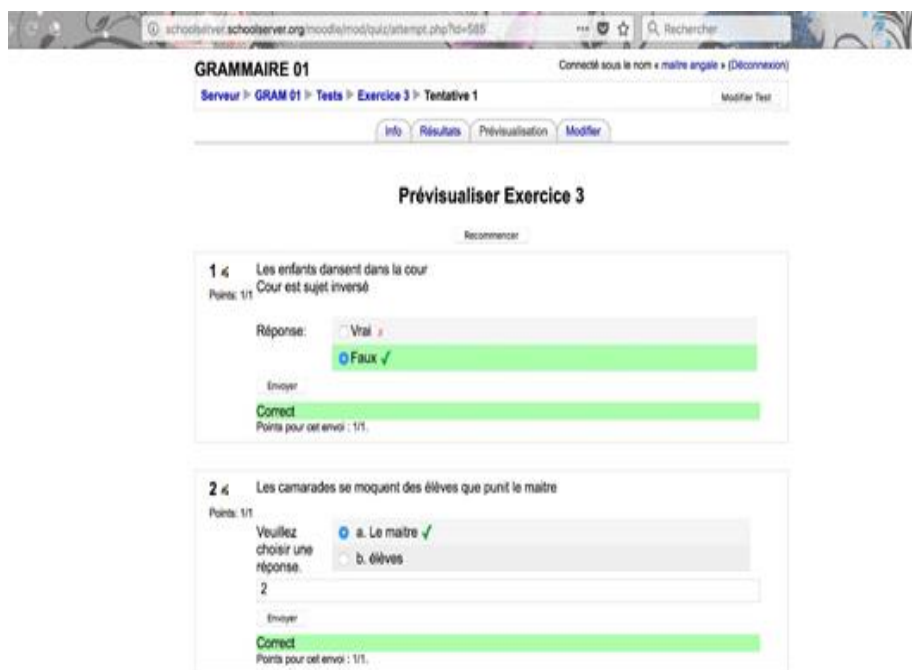 schoolserver.schoolserver.org/moodle/mod/quiz/attempt.php?id=585
Rechercher
GRAMMAIRE 01
Connecté sous le nom « maitre angale » (Déconnexion)
Serveur ► GRAM 01 ► Tests ► Exercice 3 ► Tentative 1
Modifier Test
Info
Résultats
Prévisualisation
Modifier
Prévisualiser Exercice 3
Recommencer
1
Les enfants dansent dans la cour
Points: 1/1
Cour est sujet inversé
Réponse:
Vrai
Faux
Envoyer
Correct
Points pour cet envoi : 1/1.
2
Les camarades se moquent des élèves que punit le maitre
Points: 1/1
Veuillez
choisir une
réponse.
a. Le maitre
b. élèves
2
Envoyer
Correct
Points pour cet envoi : 1/1.